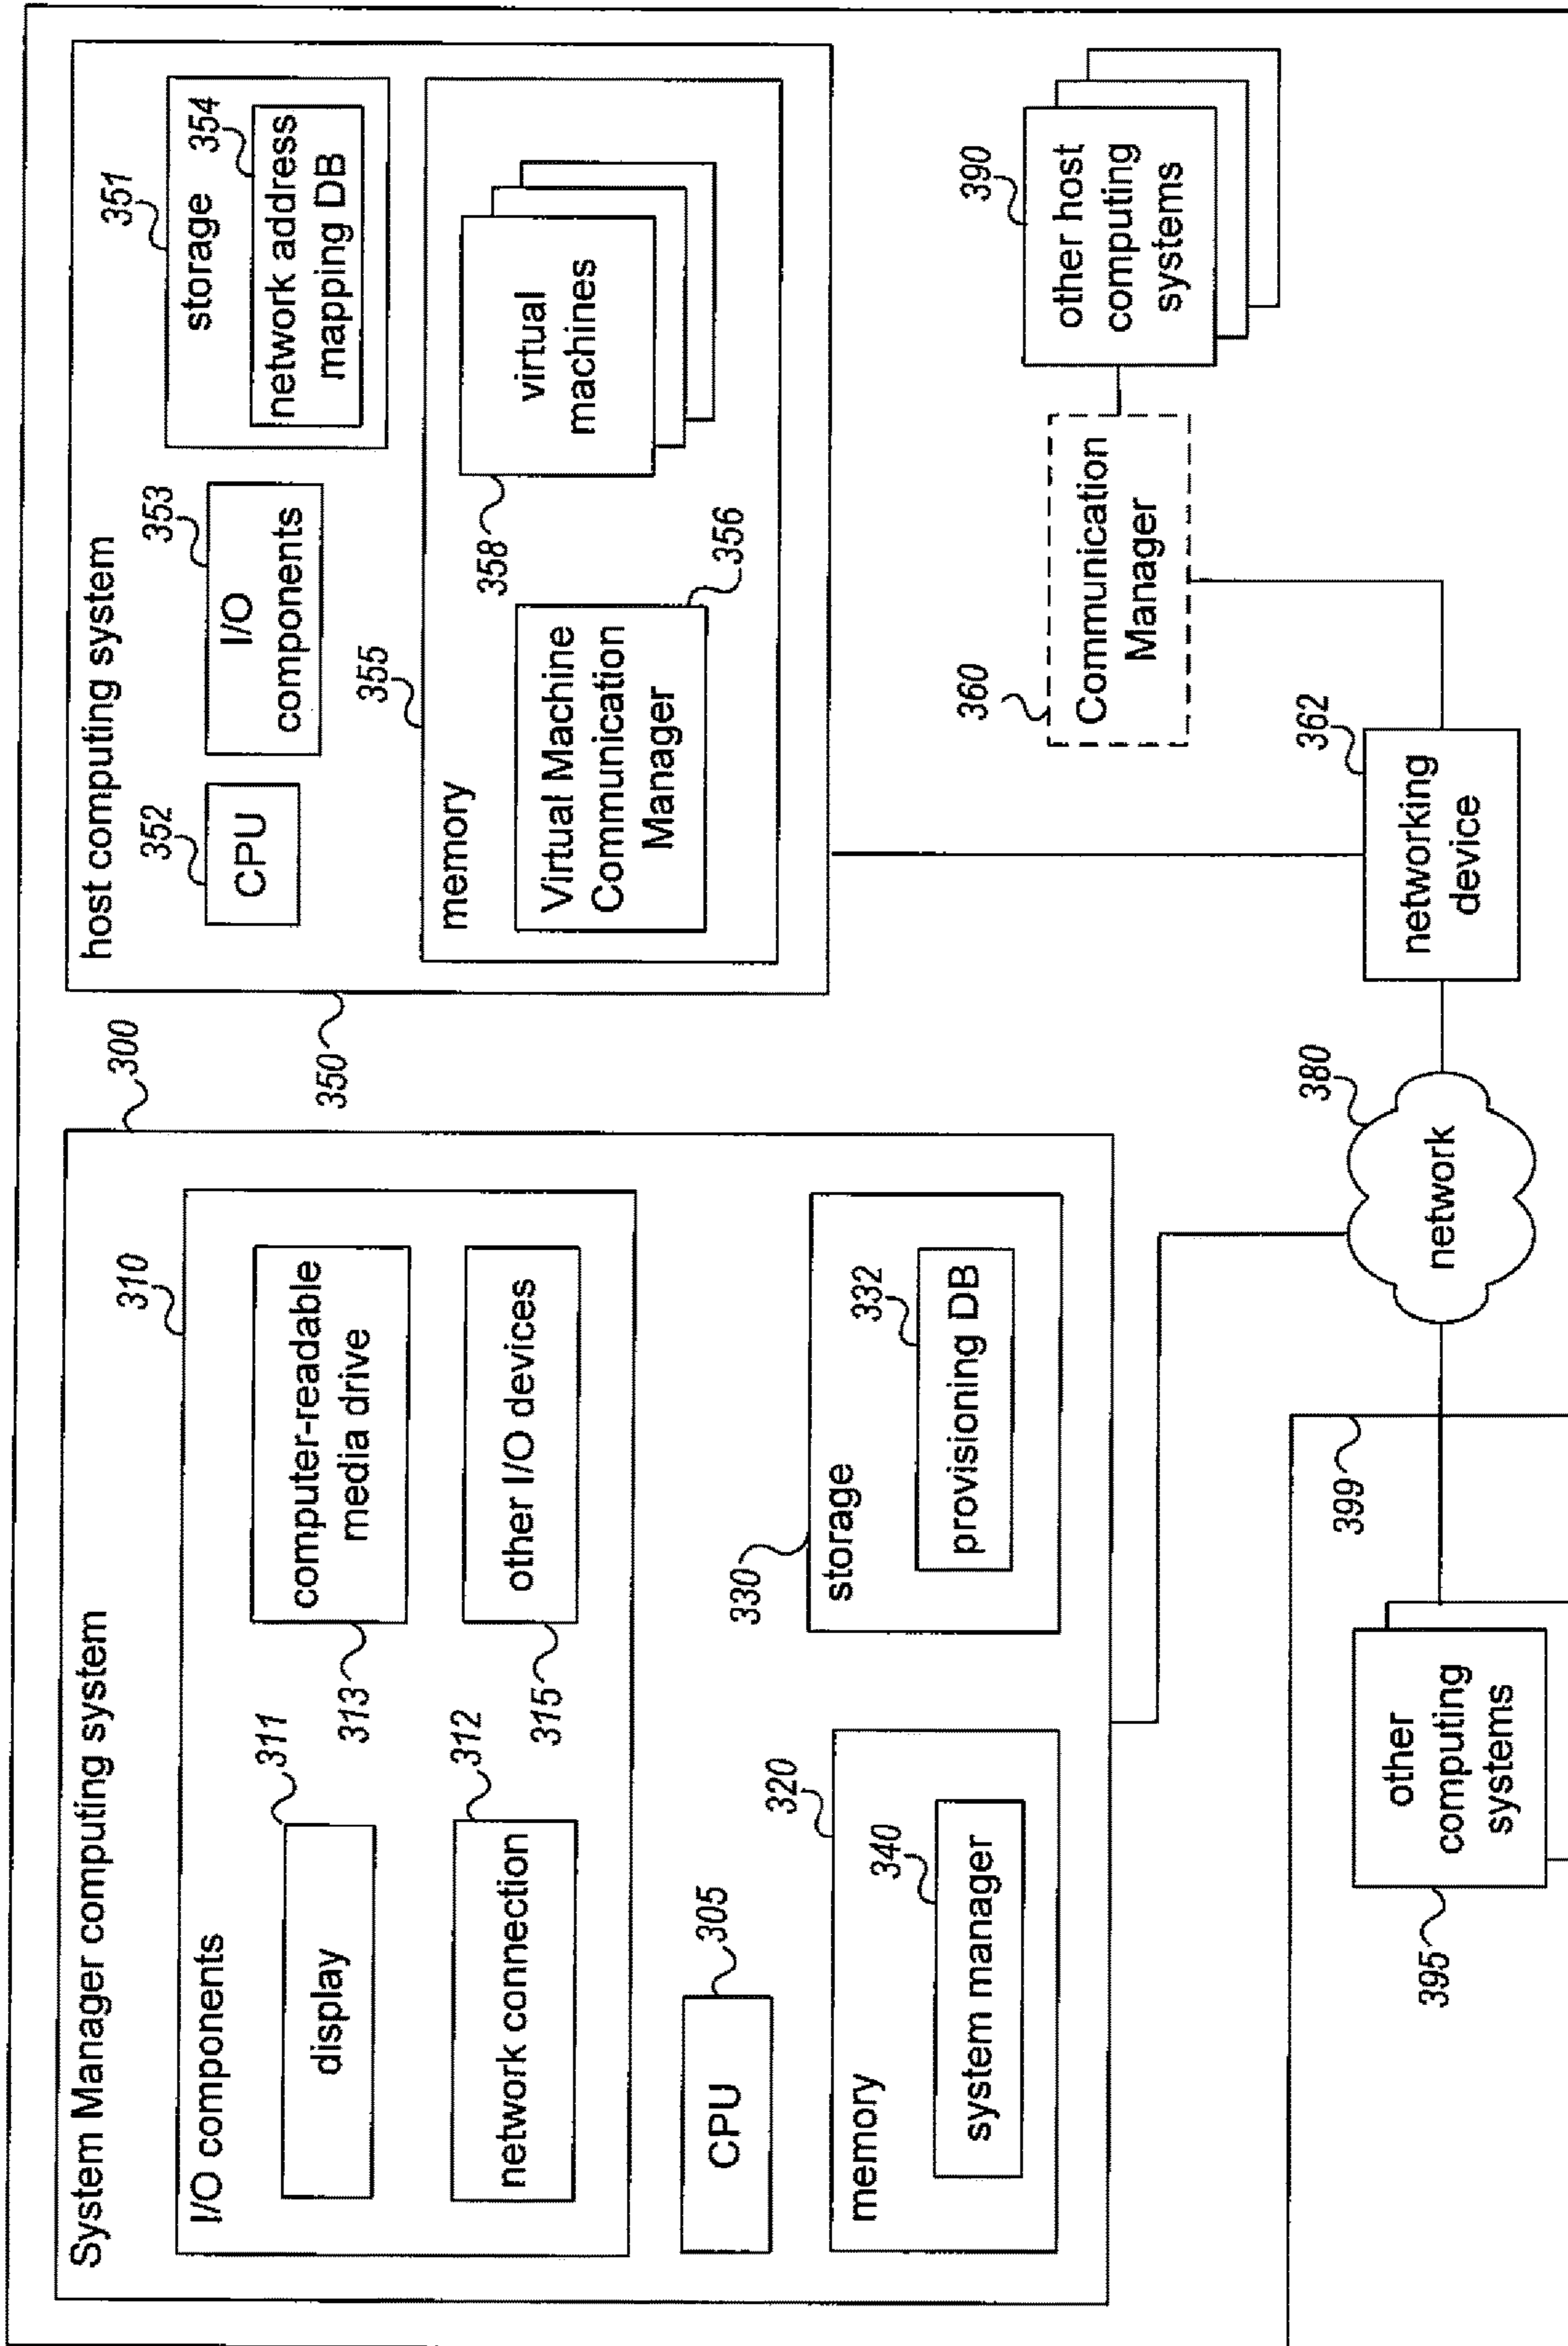 System Manager computing system
300
I/O components
310
display
311
computer-readable
media drive
313
network connection
312
other I/O devices
315
CPU
305
memory
320
system manager
340
storage
330
provisioning DB
332
host computing system
350
CPU
352
I/O
components
353
storage
351
network address
mapping DB
354
memory
355
Virtual Machine
Communication
Manager
356
virtual
machines
358
other
computing
systems
395
399
network
380
networking
device
362
Communication
Manager
360
other host
computing
systems
390